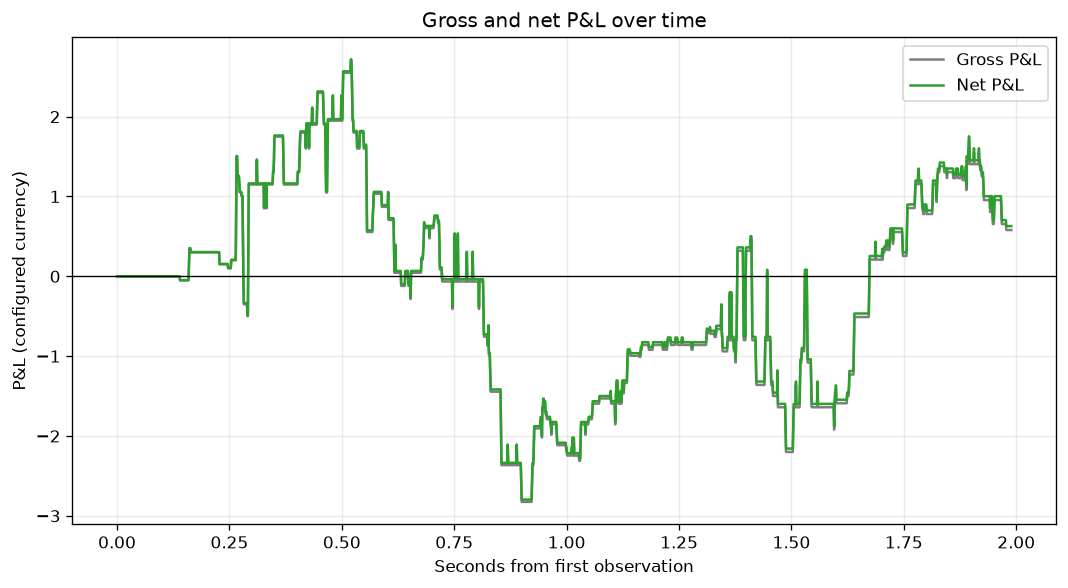 Gross and net P&L over time
Gross P&L
Net P&L
P&L (configured currency)
2
1
0
−1
−2
−3
0.00 0.25 0.50 0.75 1.00 1.25 1.50 1.75 2.00
Seconds from first observation